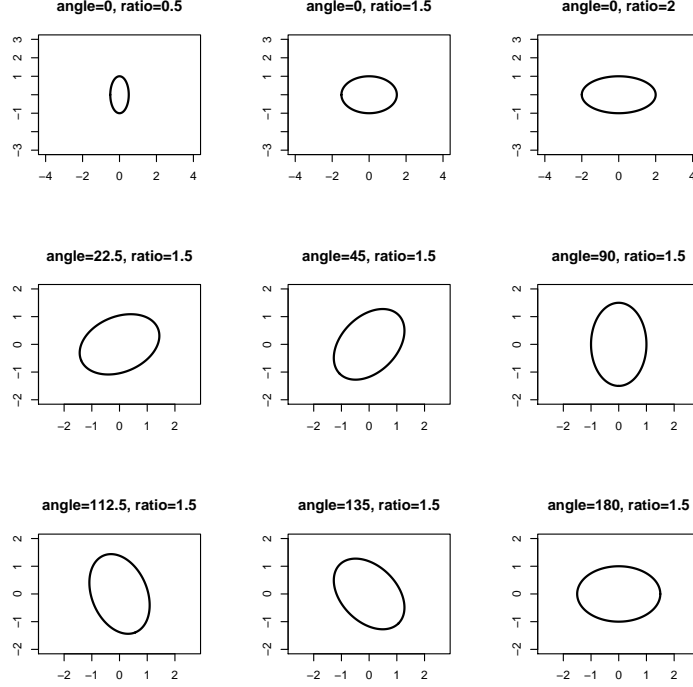 angle=0, ratio=0.5
3
2
1
−1
−3
−4 −2 0 2 4
angle=0, ratio=1.5
3
2
1
−1
−3
−4 −2 0 2 4
angle=0, ratio=2
3
2
1
−1
−3
−4 −2 0 2 4
angle=22.5, ratio=1.5
2
1
0
−1
−2
−2 −1 0 1 2
angle=45, ratio=1.5
2
1
0
−1
−2
−2 −1 0 1 2
angle=90, ratio=1.5
2
1
0
−1
−2
−2 −1 0 1 2
angle=112.5, ratio=1.5
2
1
0
−1
−2
−2 −1 0 1 2
angle=135, ratio=1.5
2
1
0
−1
−2
−2 −1 0 1 2
angle=180, ratio=1.5
2
1
0
−1
−2
−2 −1 0 1 2